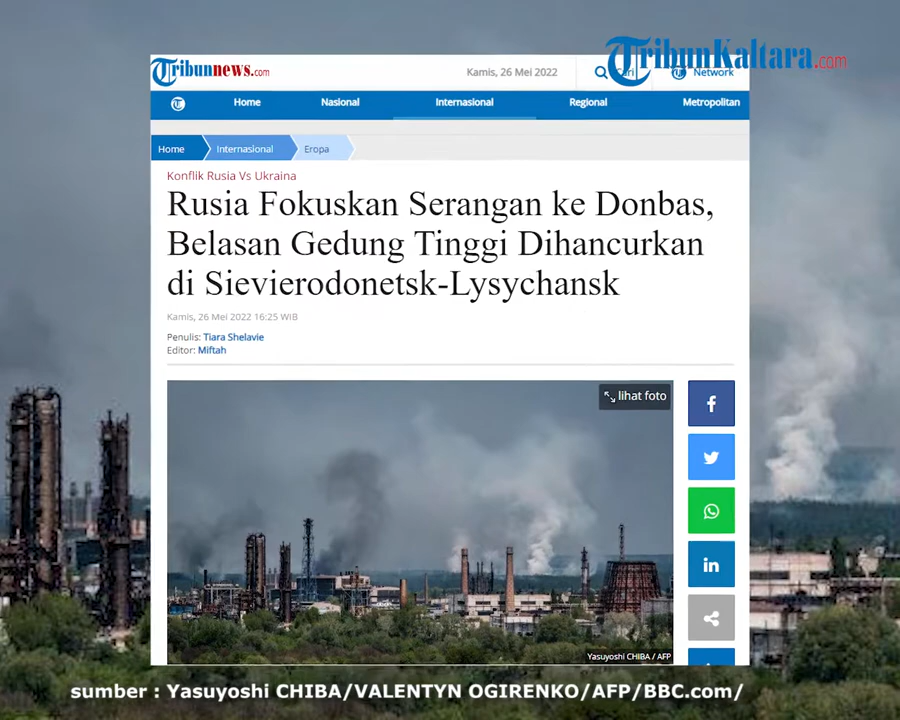 TribunKaltara.com
Tribunnews.com
Kamis, 26 Mei 2022
Cari
Network
Home
Nasional
Internasional
Regional
Metropolitan
Home
Internasional
Eropa
Konflik Rusia Vs Ukraina
Rusia Fokuskan Serangan ke Donbas,
Belasan Gedung Tinggi Dihancurkan
di Sievierodonetsk-Lysychansk
Kamis, 26 Mei 2022 16:25 WIB
Penulis: Tiara Shelavie
Editor: Miftah
lihat foto
f
in
Yasuyoshi CHIBA / AFP
sumber : Yasuyoshi CHIBA/VALENTYN OGIRENKO/AFP/BBC.com/